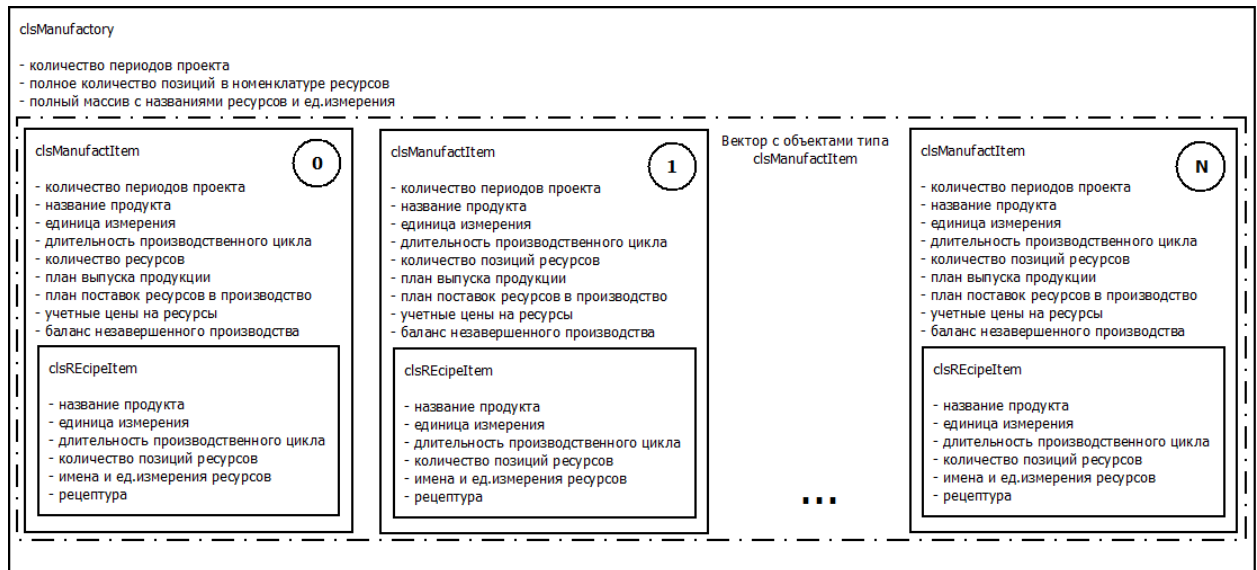 clsManufactory
- количество периодов проекта
- полное количество позиций в номенклатуре ресурсов
- полный массив с названиями ресурсов и ед.измерения
clsManufactItem
0
- количество периодов проекта
- название продукта
- единица измерения
- длительность производственного цикла
- количество ресурсов
- план выпуска продукции
- план поставок ресурсов в производство
- учетные цены на ресурсы
- баланс незавершенного производства
clsREcipeItem
- название продукта
- единица измерения
- длительность производственного цикла
- количество позиций ресурсов
- имена и ед.измерения ресурсов
- рецептура
clsManufactItem
1
- количество периодов проекта
- название продукта
- единица измерения
- длительность производственного цикла
- количество позиций ресурсов
- план выпуска продукции
- план поставок ресурсов в производство
- учетные цены на ресурсы
- баланс незавершенного производства
clsREcipeItem
- название продукта
- единица измерения
- длительность производственного цикла
- количество позиций ресурсов
- имена и ед.измерения ресурсов
- рецептура
Вектор с объектами типа
clsManufactItem
...
clsManufactItem
N
- количество периодов проекта
- название продукта
- единица измерения
- длительность производственного цикла
- количество позиций ресурсов
- план выпуска продукции
- план поставок ресурсов в производство
- учетные цены на ресурсы
- баланс незавершенного производства
clsREcipeItem
- название продукта
- единица измерения
- длительность производственного цикла
- количество позиций ресурсов
- имена и ед.измерения ресурсов
- рецептура